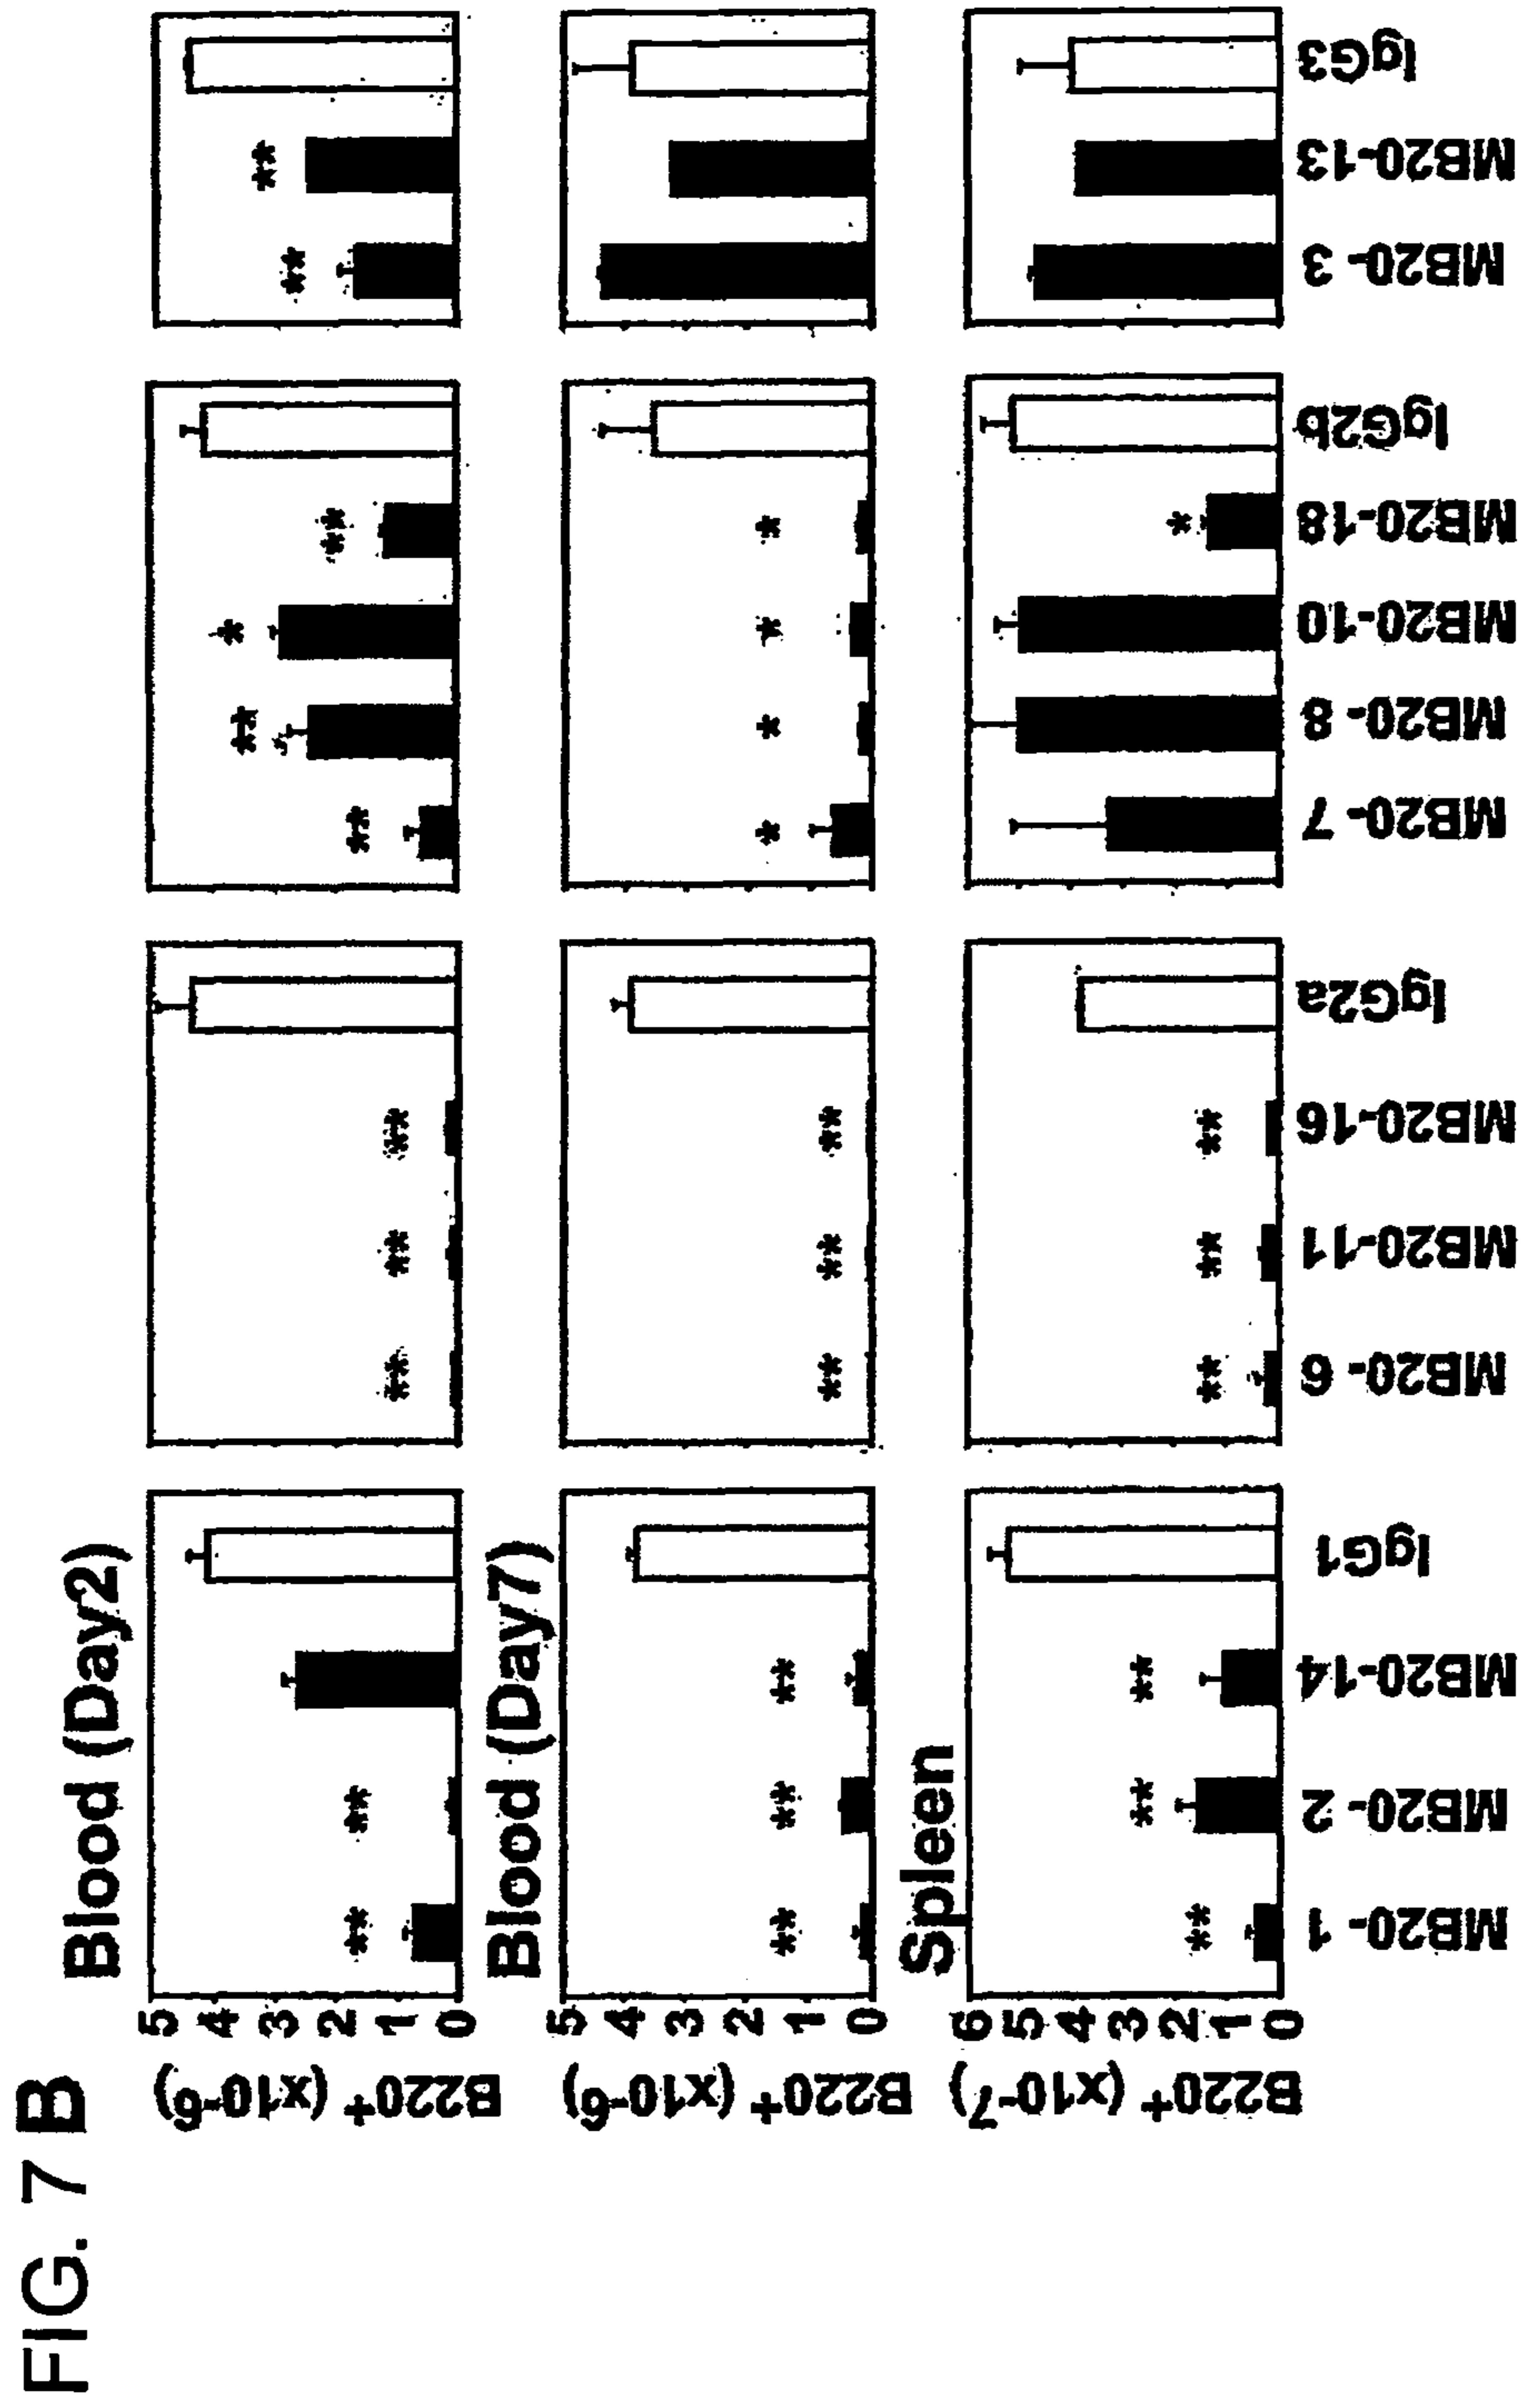 FIG. 7 B
Blood (Day2)
B220+ (x10-6)
5
4
3
2
1
0
**
**
**
**
**
**
**
*
**
**
**
Blood (Day7)
B220+ (x10-6)
5
4
3
2
1
0
**
**
**
**
**
**
*
*
*
*
Spleen
B220+ (x10-7)
6
5
4
3
2
1
0
**
**
**
**
**
**
*
MB20- 1
MB20- 2
MB20-14
IgG1
MB20- 6
MB20-11
MB20-16
IgG2a
MB20- 7
MB20- 8
MB20-10
MB20-18
IgG2b
MB20- 3
MB20-13
IgG3